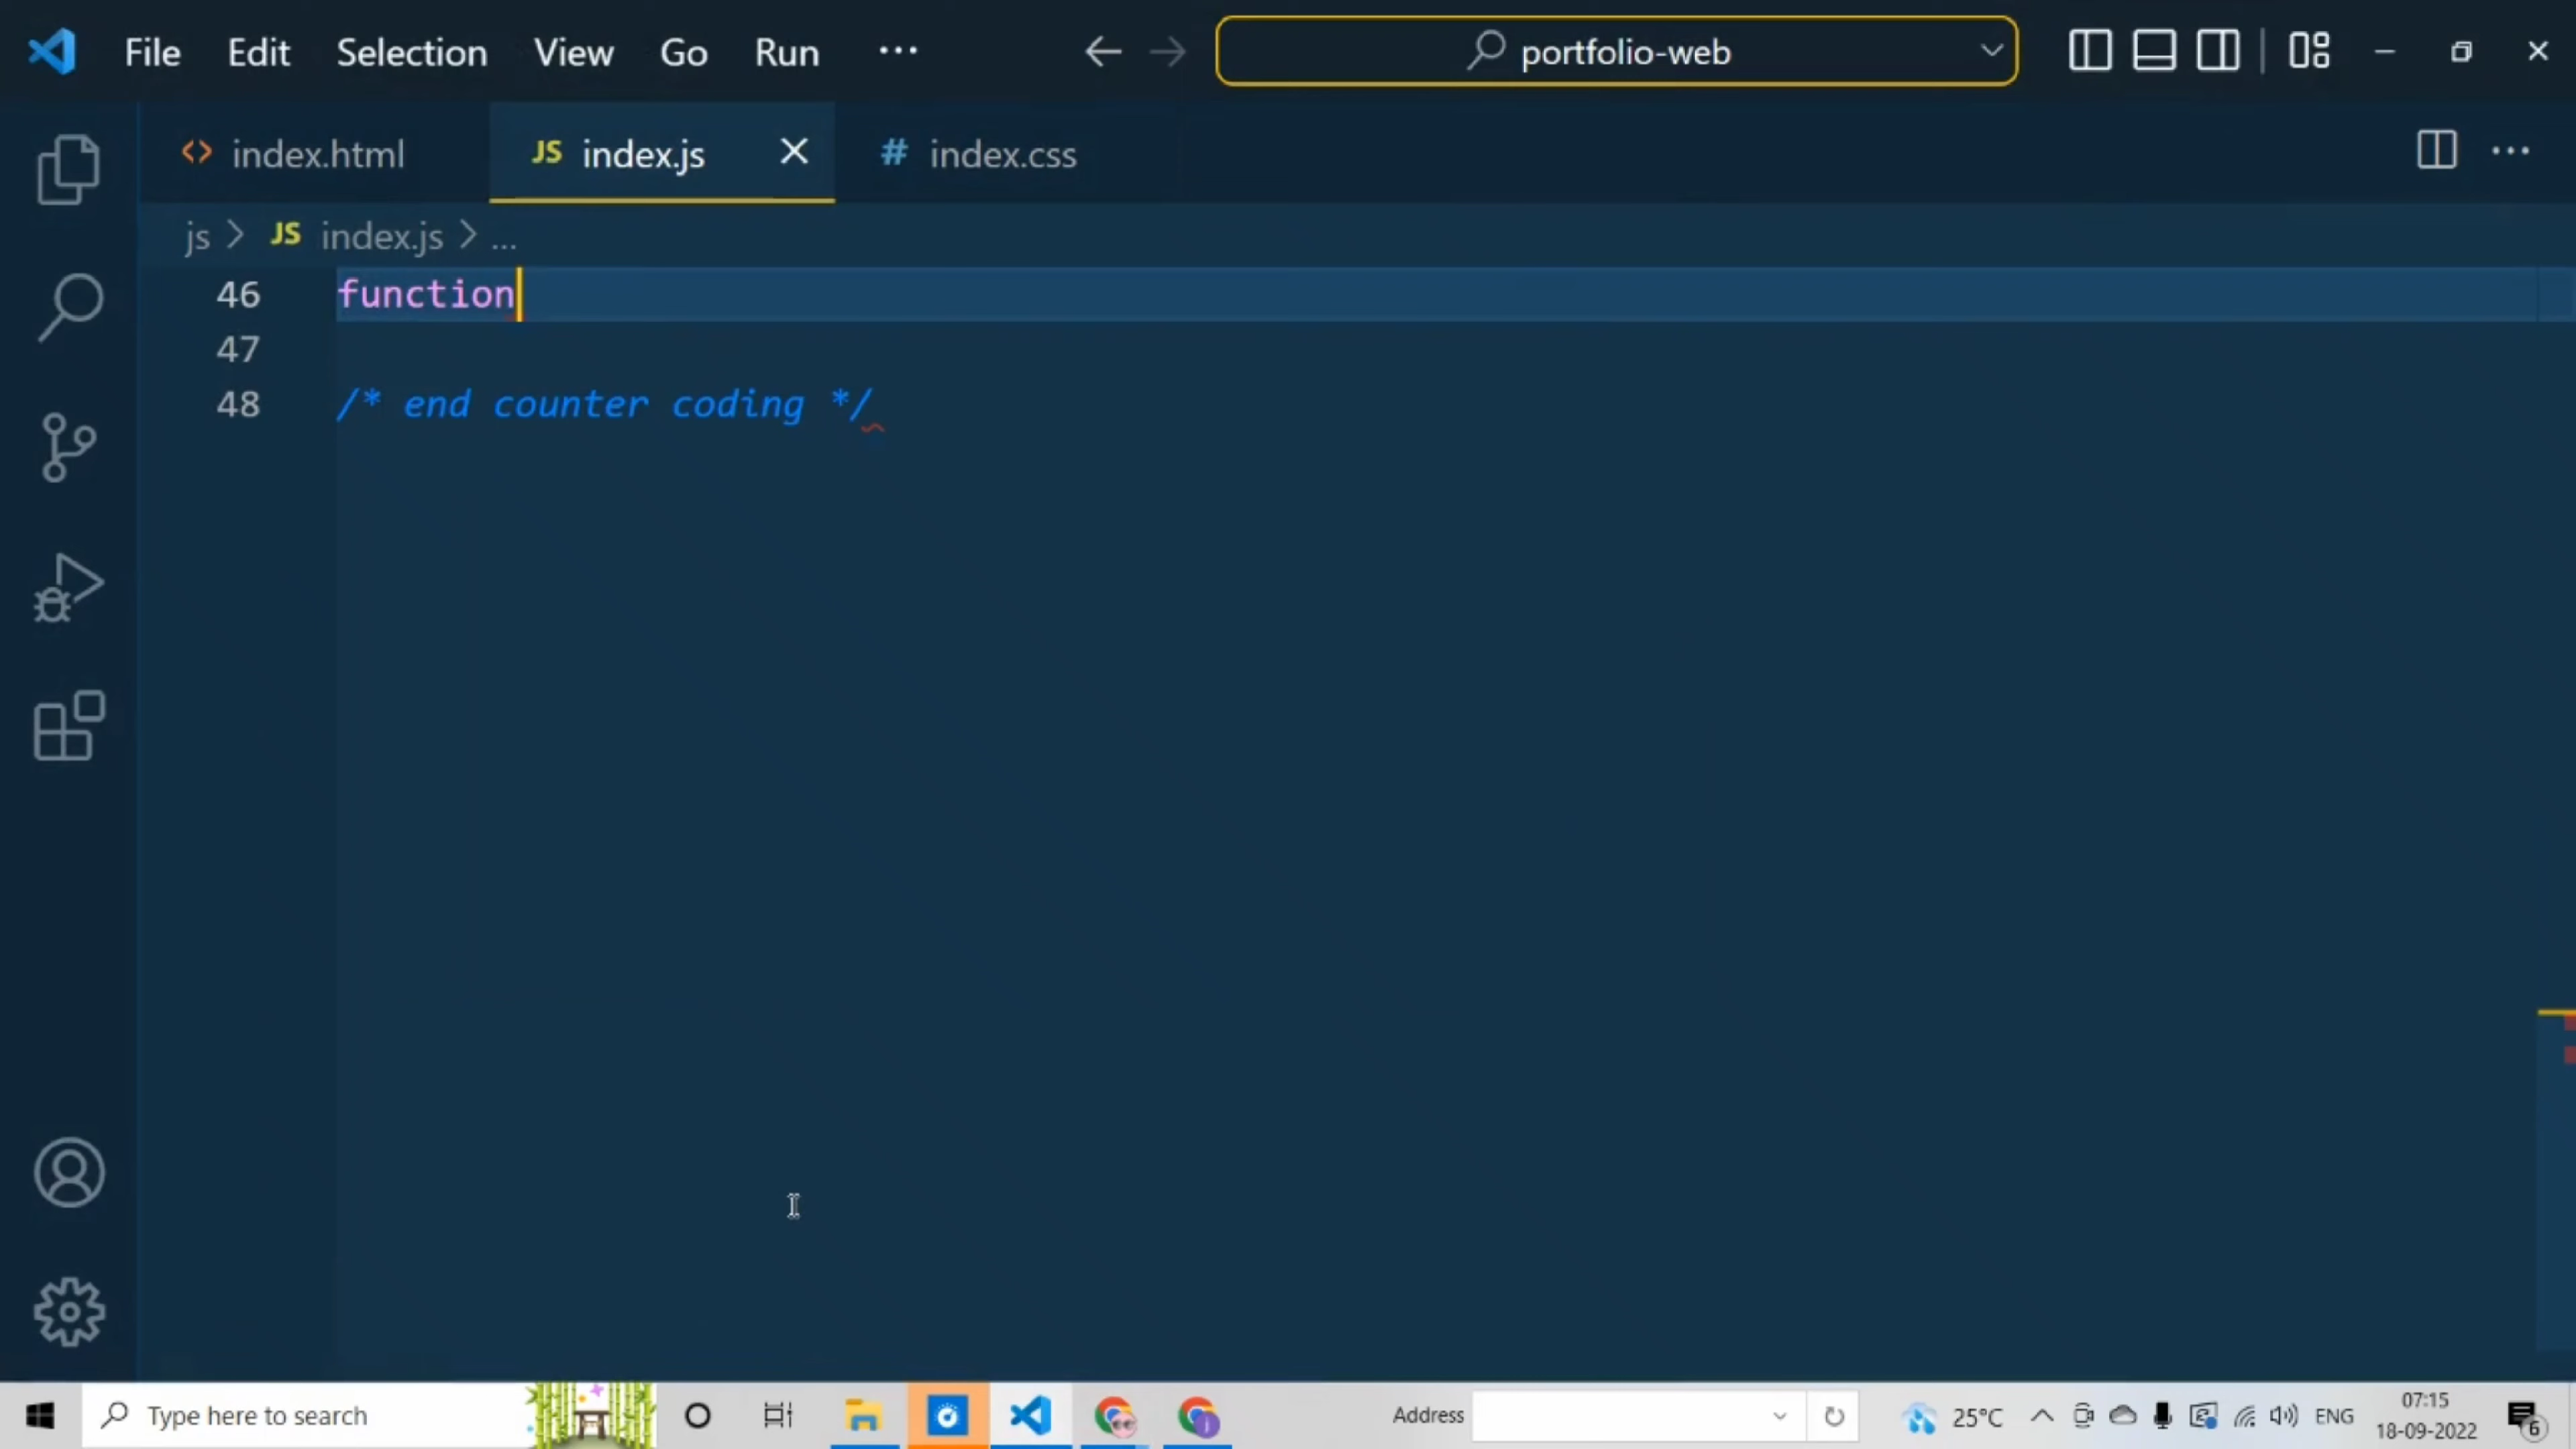 File Edit Selection View Go Run ··· portfolio-web
index.html JS index.js # index.css
js > JS index.js > ...
46 function
47
48 /* end counter coding */
Type here to search Address 25°C ENG 07:15
18-09-2022 6